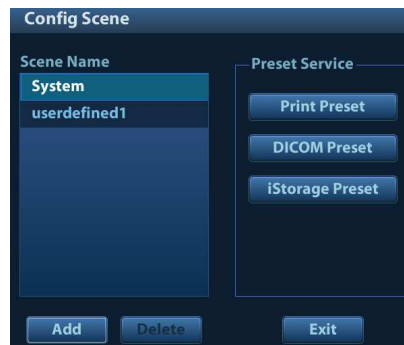 Config Scene
Scene Name
Preset Service
System
userdefined1
Print Preset
DICOM Preset
iStorage Preset
Add
Delete
Exit